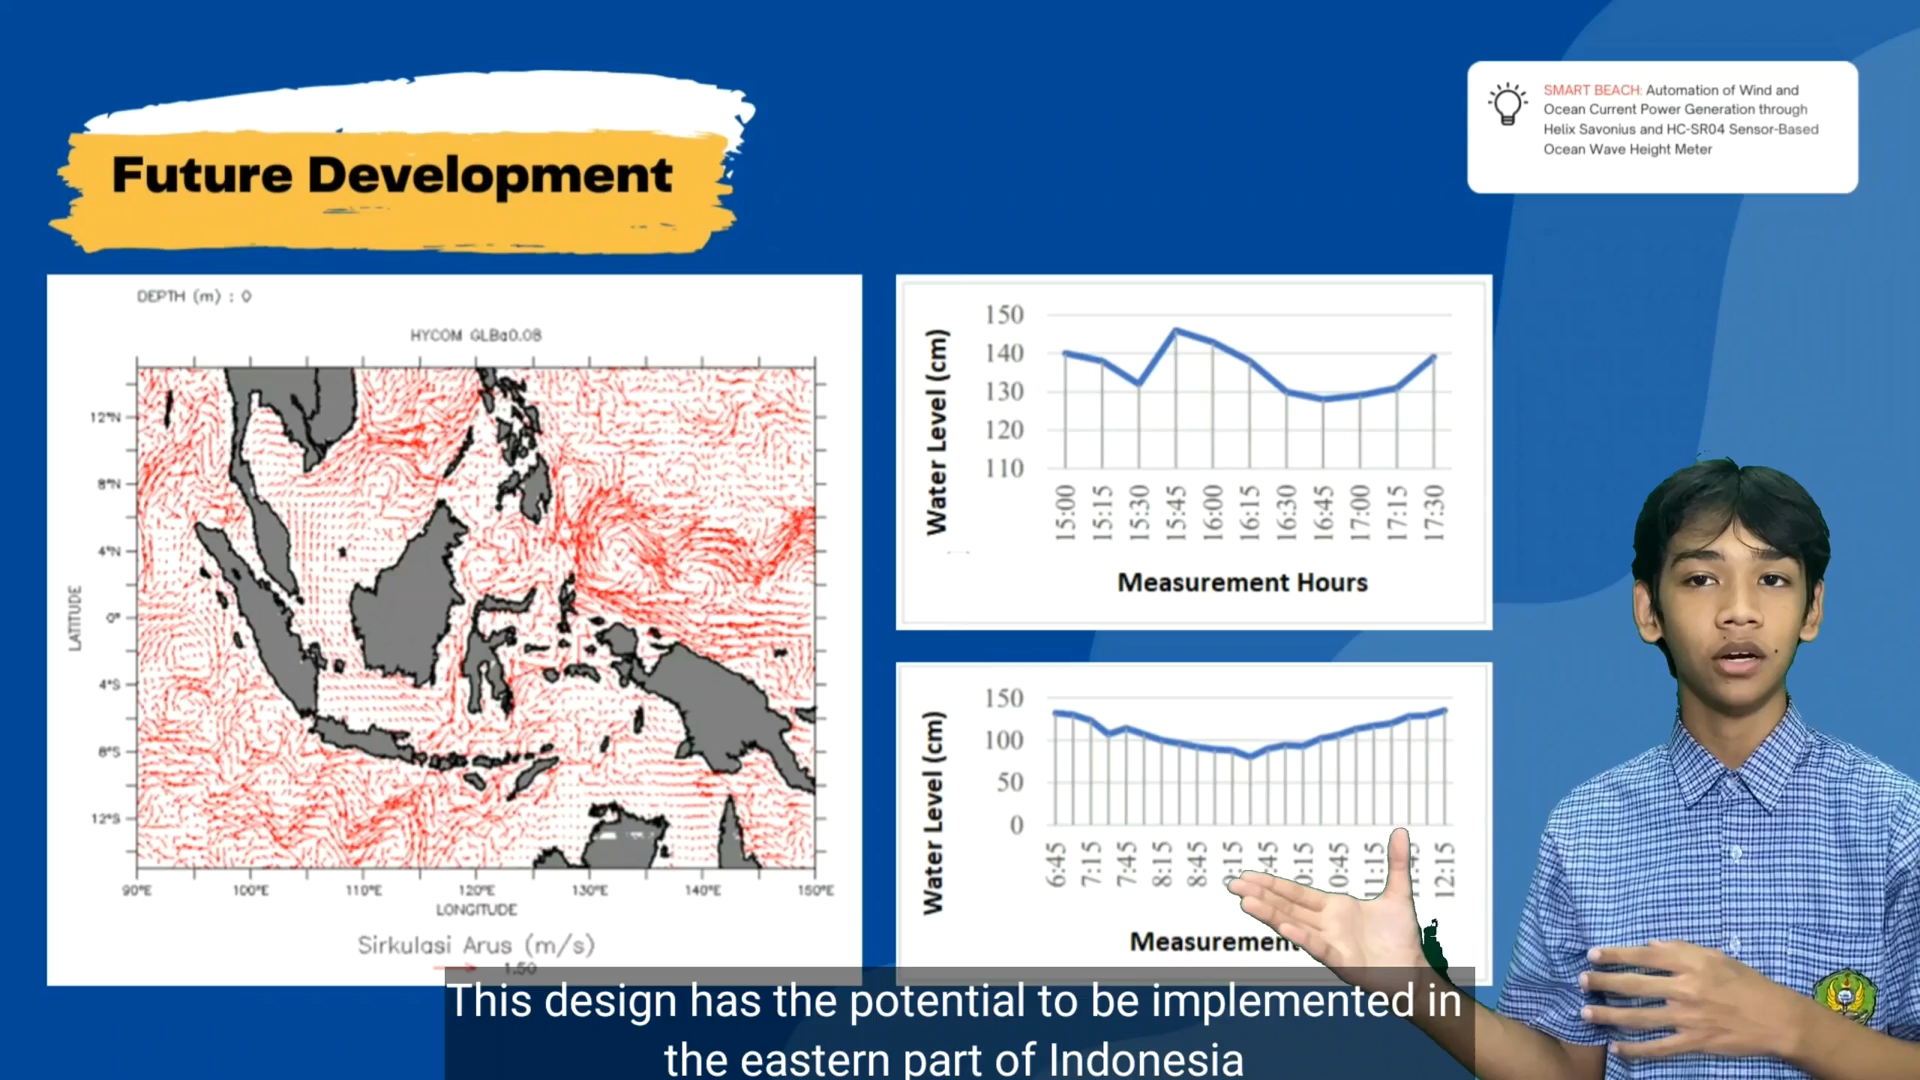 Future Development
SMART BEACH: Automation of Wind and
Ocean Current Power Generation through
Helix Savonius and HC-SR04 Sensor-Based
Ocean Wave Height Meter
DEPTH (m) : 0
HYCOM GLBa0.08
LATITUDE
12°N
8°N
4°N
0°
4°S
8°S
12°S
90°E 100°E 110°E 120°E 130°E 140°E 150°E
LONGITUDE
Sirkulasi Arus (m/s)
1.50
Water Level (cm)
150
140
130
120
110
15:00 15:15 15:30 15:45 16:00 16:15 16:30 16:45 17:00 17:15 17:30
Measurement Hours
Water Level (cm)
150
100
50
0
6:45 7:15 7:45 8:15 8:45 12:15
Measurement
This design has the potential to be implemented in
the eastern part of Indonesia